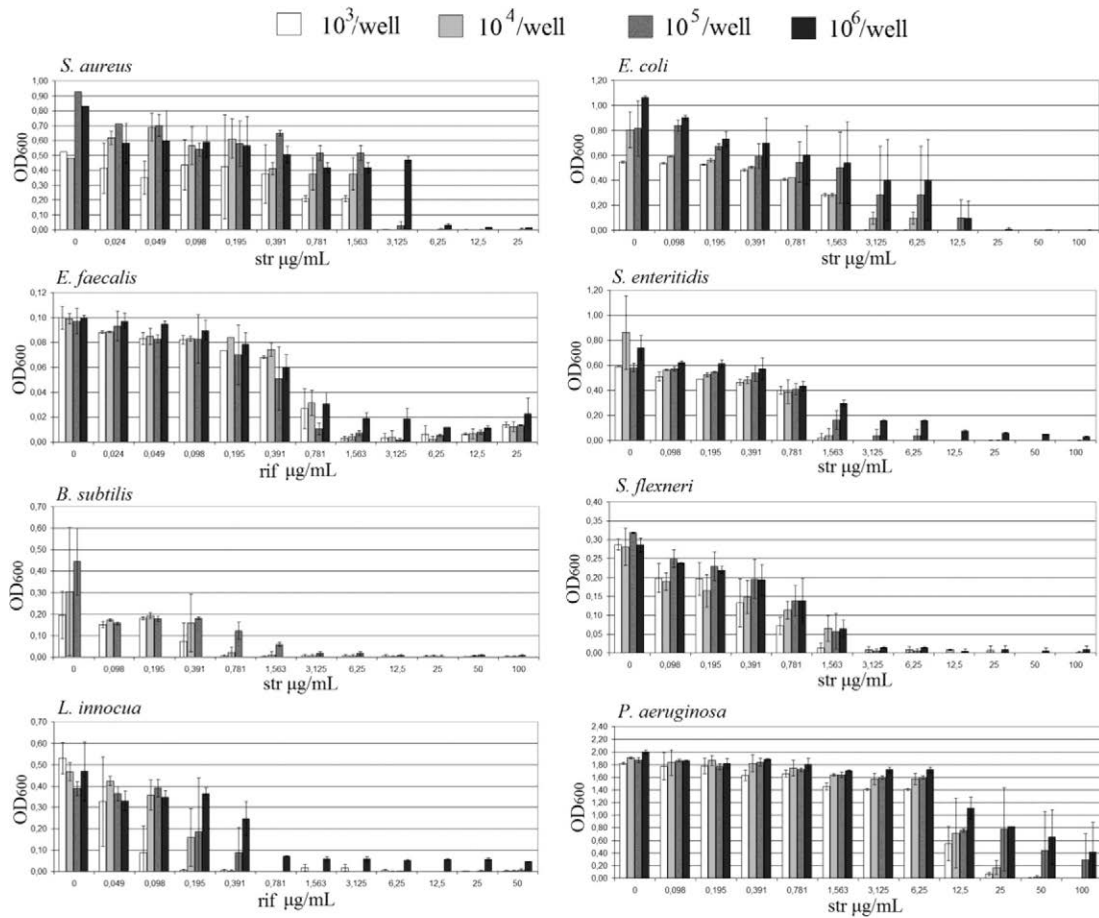 10³/well 10⁴/well 10⁵/well 10⁶/well
S. aureus
1,00
0,90
0,80
0,70
0,60
0,50
0,40
0,30
0,20
0,10
0,00
OD600
0 0,024 0,049 0,098 0,195 0,391 0,781 1,563 3,125 6,25 12,5 25
str µg/mL
E. coli
1,20
1,00
0,80
0,60
0,40
0,20
0,00
OD600
0 0,098 0,195 0,391 0,781 1,563 3,125 6,25 12,5 25 50 100
str µg/mL
E. faecalis
0,12
0,10
0,08
0,06
0,04
0,02
0,00
OD600
0 0,024 0,049 0,098 0,195 0,391 0,781 1,563 3,125 6,25 12,5 25
rif µg/mL
S. enteritidis
1,20
1,00
0,80
0,60
0,40
0,20
0,00
OD600
0 0,098 0,195 0,391 0,781 1,563 3,125 6,25 12,5 25 50 100
str µg/mL
B. subtilis
0,70
0,60
0,50
0,40
0,30
0,20
0,10
0,00
OD600
0 0,098 0,195 0,391 0,781 1,563 3,125 6,25 12,5 25 50 100
str µg/mL
S. flexneri
0,40
0,35
0,30
0,25
0,20
0,15
0,10
0,05
0,00
OD600
0 0,098 0,195 0,391 0,781 1,563 3,125 6,25 12,5 25 50 100
str µg/mL
L. innocua
0,70
0,60
0,50
0,40
0,30
0,20
0,10
0,00
OD600
0 0,049 0,098 0,195 0,391 0,781 1,563 3,125 6,25 12,5 25 50
rif µg/mL
P. aeruginosa
2,40
2,20
2,00
1,80
1,60
1,40
1,20
1,00
0,80
0,60
0,40
0,20
0,00
OD600
0 0,098 0,195 0,391 0,781 1,563 3,125 6,25 12,5 25 50 100
str µg/mL